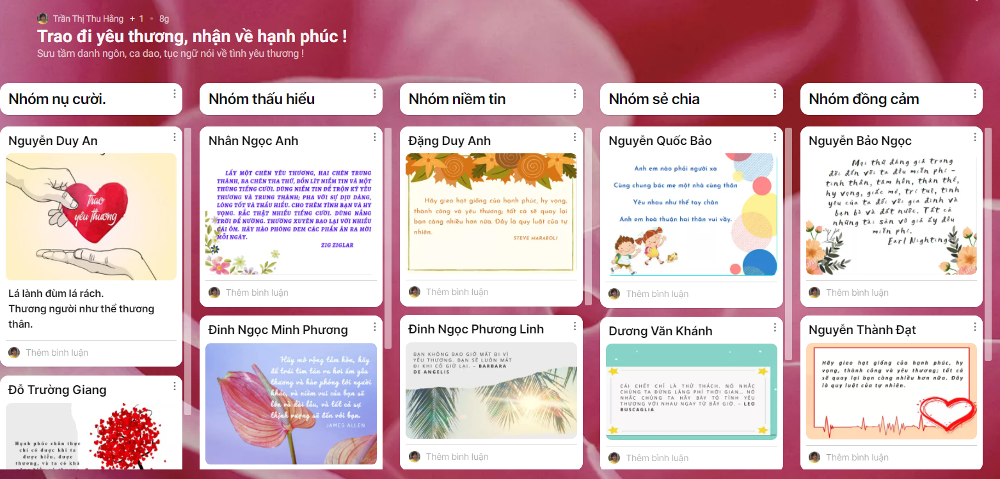 Trần Thị Thu Hằng + 1 • 8g
Trao đi yêu thương, nhận về hạnh phúc !
Sưu tầm danh ngôn, ca dao, tục ngữ nói về tình yêu thương !
Nhóm nụ cười.
Nguyễn Duy An
Trao
yêu thương
Lá lành đùm lá rách.
Thương người như thể thương
thân.
Thêm bình luận
Đỗ Trường Giang
Hạnh phúc chân thực
chỉ có được khi ta
được hiểu, được
thương, và ta có khả
Nhóm thấu hiểu
Nhân Ngọc Anh
LẤY MỘT CHÉN YÊU THƯƠNG, HAI CHÉN TRUNG
THÀNH, BA CHÉN THA THỨ, BỐN LÍT NIỀM TIN VÀ MỘT
THÙNG TIẾNG CƯỜI. DÙNG NIỀM TIN ĐỂ TRỘN KỸ YÊU
THƯƠNG VÀ TRUNG THÀNH; PHA VỚI SỰ DỊU DÀNG,
LÒNG TỐT VÀ THẤU HIỂU. CHO THÊM TÌNH BẠN VÀ HY
VỌNG. RẮC THẬT NHIỀU TIẾNG CƯỜI. DÙNG NẮNG
TRỜI ĐỂ NƯỚNG. THƯỜNG XUYÊN BAO LẠI VỚI NHIỀU
CÁI ÔM. HÃY HÀO PHÓNG ĐEM CÁC PHẦN ĂN RA MỜI
MỖI NGÀY.
ZIG ZIGLAR
Thêm bình luận
Đinh Ngọc Minh Phương
Hãy mở rộng tâm hồn, hãy
để trái tim tản ra hơi ấm yêu
thương và hào phóng tới người
khác, và niềm vui của bạn sẽ
lớn và dài lâu, và tất cả sự
thịnh vượng sẽ đến với bạn.
JAMES ALLEN
Nhóm niềm tin
Đặng Duy Anh
Hãy gieo hạt giống của hạnh phúc, hy vọng,
thành công và yêu thương; tất cả sẽ quay lại
bạn càng nhiều hơn nữa. Đây là quy luật của tự
nhiên.
STEVE MARABOLI
Thêm bình luận
Đinh Ngọc Phương Linh
BẠN KHÔNG BAO GIỜ MẤT ĐI VÌ
YÊU THƯƠNG. BẠN SẼ LUÔN MẤT
ĐI KHI CỐ GIỮ LẠI. – BARBARA
DE ANGELIS
Thêm bình luận
Nhóm sẻ chia
Nguyễn Quốc Bảo
Anh em nào phải người xa
Cùng chung bác mẹ một nhà cùng thân
Yêu nhau như thể tay chân
Anh em hoà thuận hai thân vui vầy.
Thêm bình luận
Dương Văn Khánh
CÁI CHẾT CHỈ LÀ THỬ THÁCH. NÓ NHẮC
CHÚNG TA ĐỪNG LÃNG PHÍ THỜI GIAN... NÓ
NHẮC CHÚNG TA HÃY BÀY TỎ TÌNH YÊU
THƯƠNG VỚI NHAU NGAY TỪ BÂY GIỜ. – LEO
BUSCAGLIA
Thêm bình luận
Nhóm đồng cảm
Nguyễn Bảo Ngọc
Mọi thứ đáng giá trong
đời đến với ta đều miễn phí –
tinh thần, tâm hồn, thân thể,
hy vọng, giấc mơ, trí tuệ, tình
yêu của ta đối với gia đình và
bạn bè và đất nước. Tất cả
những tài sản vô giá ấy đều
miễn phí.
Earl Nighting
Thêm bình luận
Nguyễn Thành Đạt
Hãy gieo hạt giống của hạnh phúc, hy
vọng, thành công và yêu thương; tất cả
sẽ quay lại bạn càng nhiều hơn nữa. Đây
là quy luật của tự nhiên.
Thêm bình luận